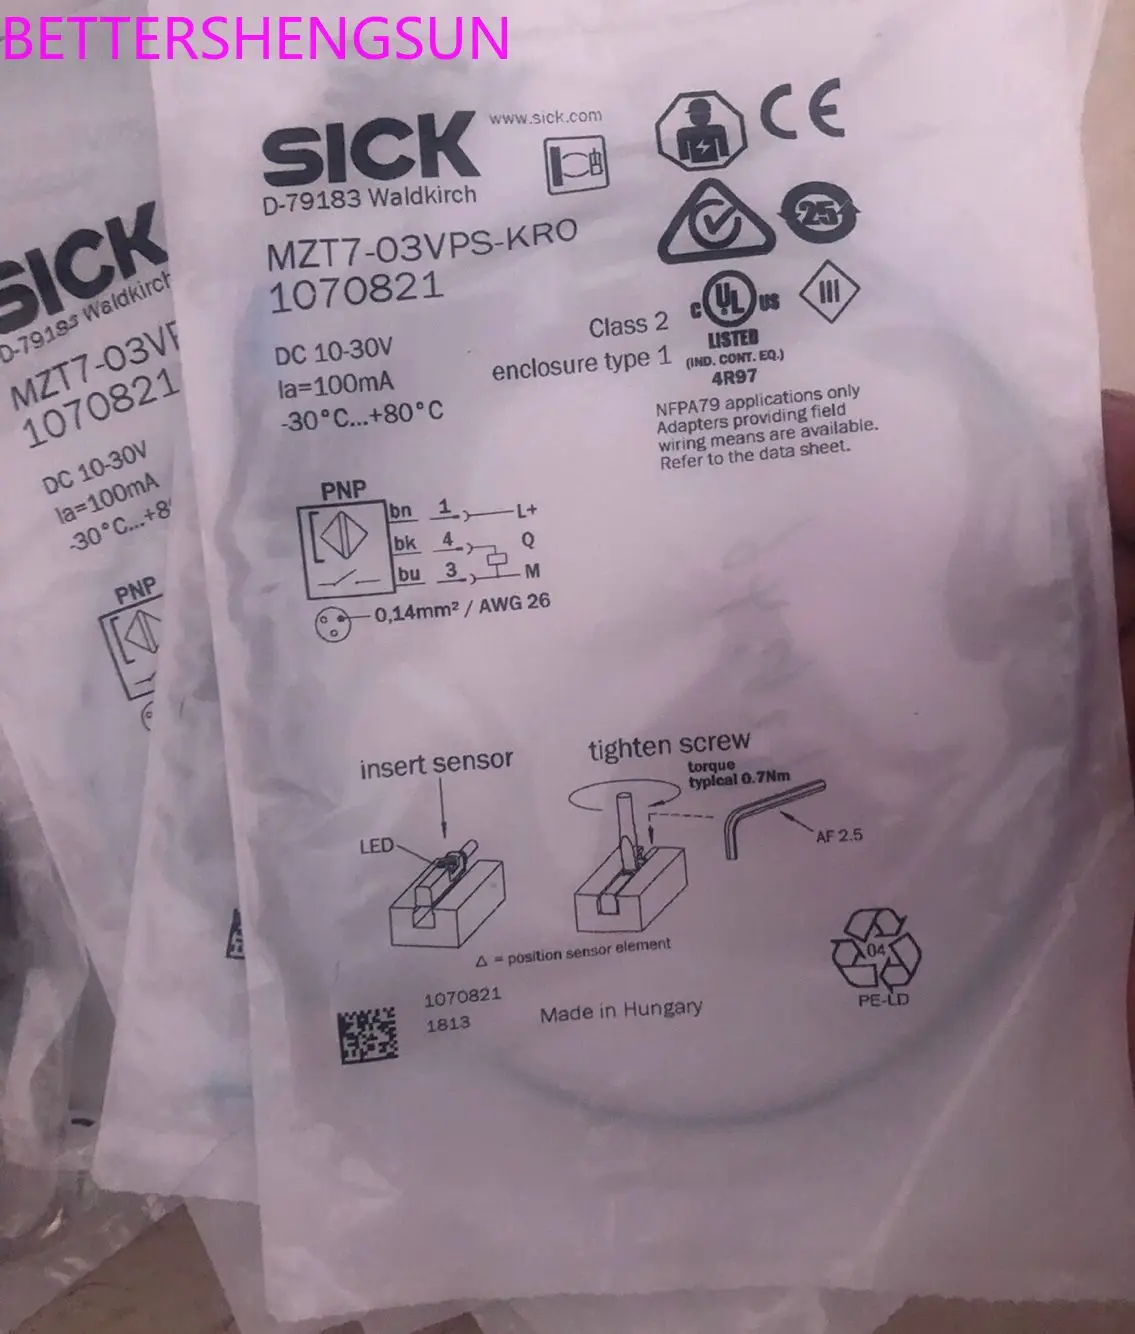 BETTERSHENGSUN
SICK
www.sick.com
D-79183 Waldkirch
MZT7-03VPS-KRO
1070821
DC 10-30V
Ia=100mA
-30°C...+80°C
CE
25
Class 2
enclosure type 1
C UL US
LISTED
(IND. CONT. EQ.)
4R97
III
NFPA79 applications only
Adapters providing field
wiring means are available.
Refer to the data sheet.
PNP
bn 1 L+
bk 4 Q
bu 3 M
0,14mm² / AWG 26
insert sensor
LED
tighten screw
torque
typical 0.7Nm
AF 2.5
△ = position sensor element
1070821
1813
Made in Hungary
04
PE-LD
SICK
D-79183 Waldkirch
MZT7-03VP
1070821
DC 10-30V
Ia=100mA
-30°C...+8
PNP